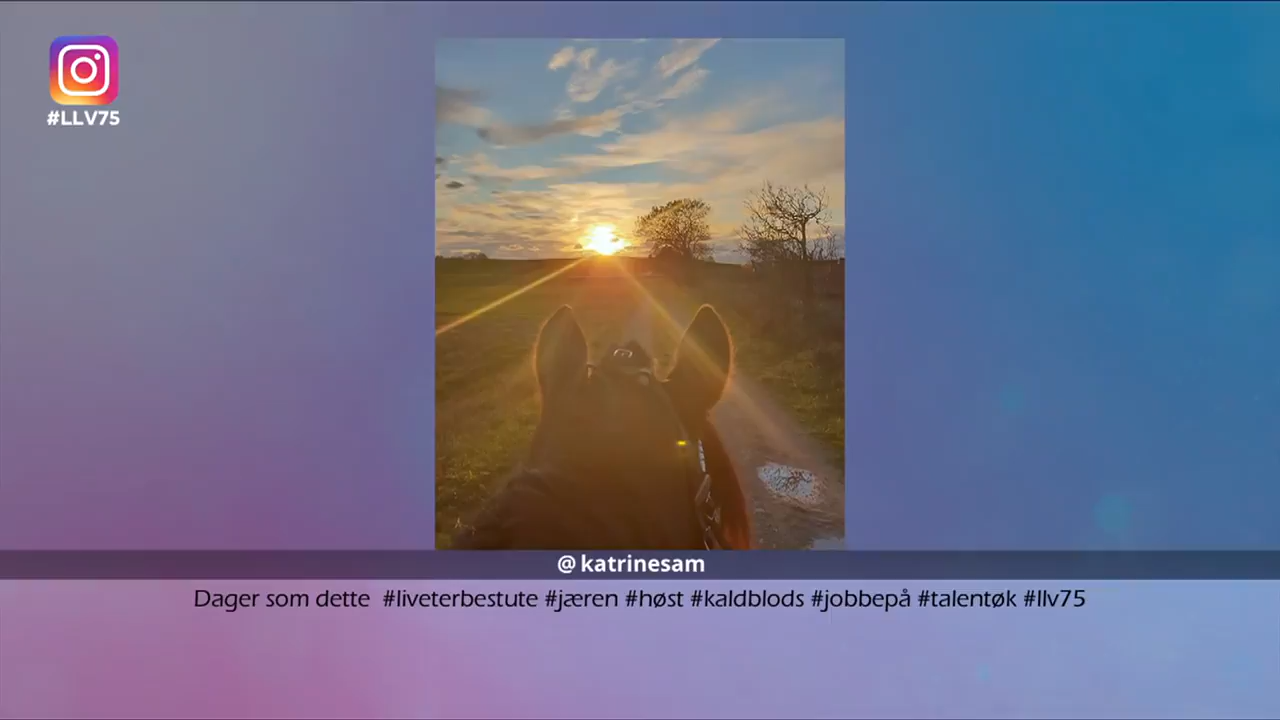 #LLV75
@katrinesam
Dager som dette #liveterbestute #jæren #høst #kaldblods #jobbepå #talentøk #llv75